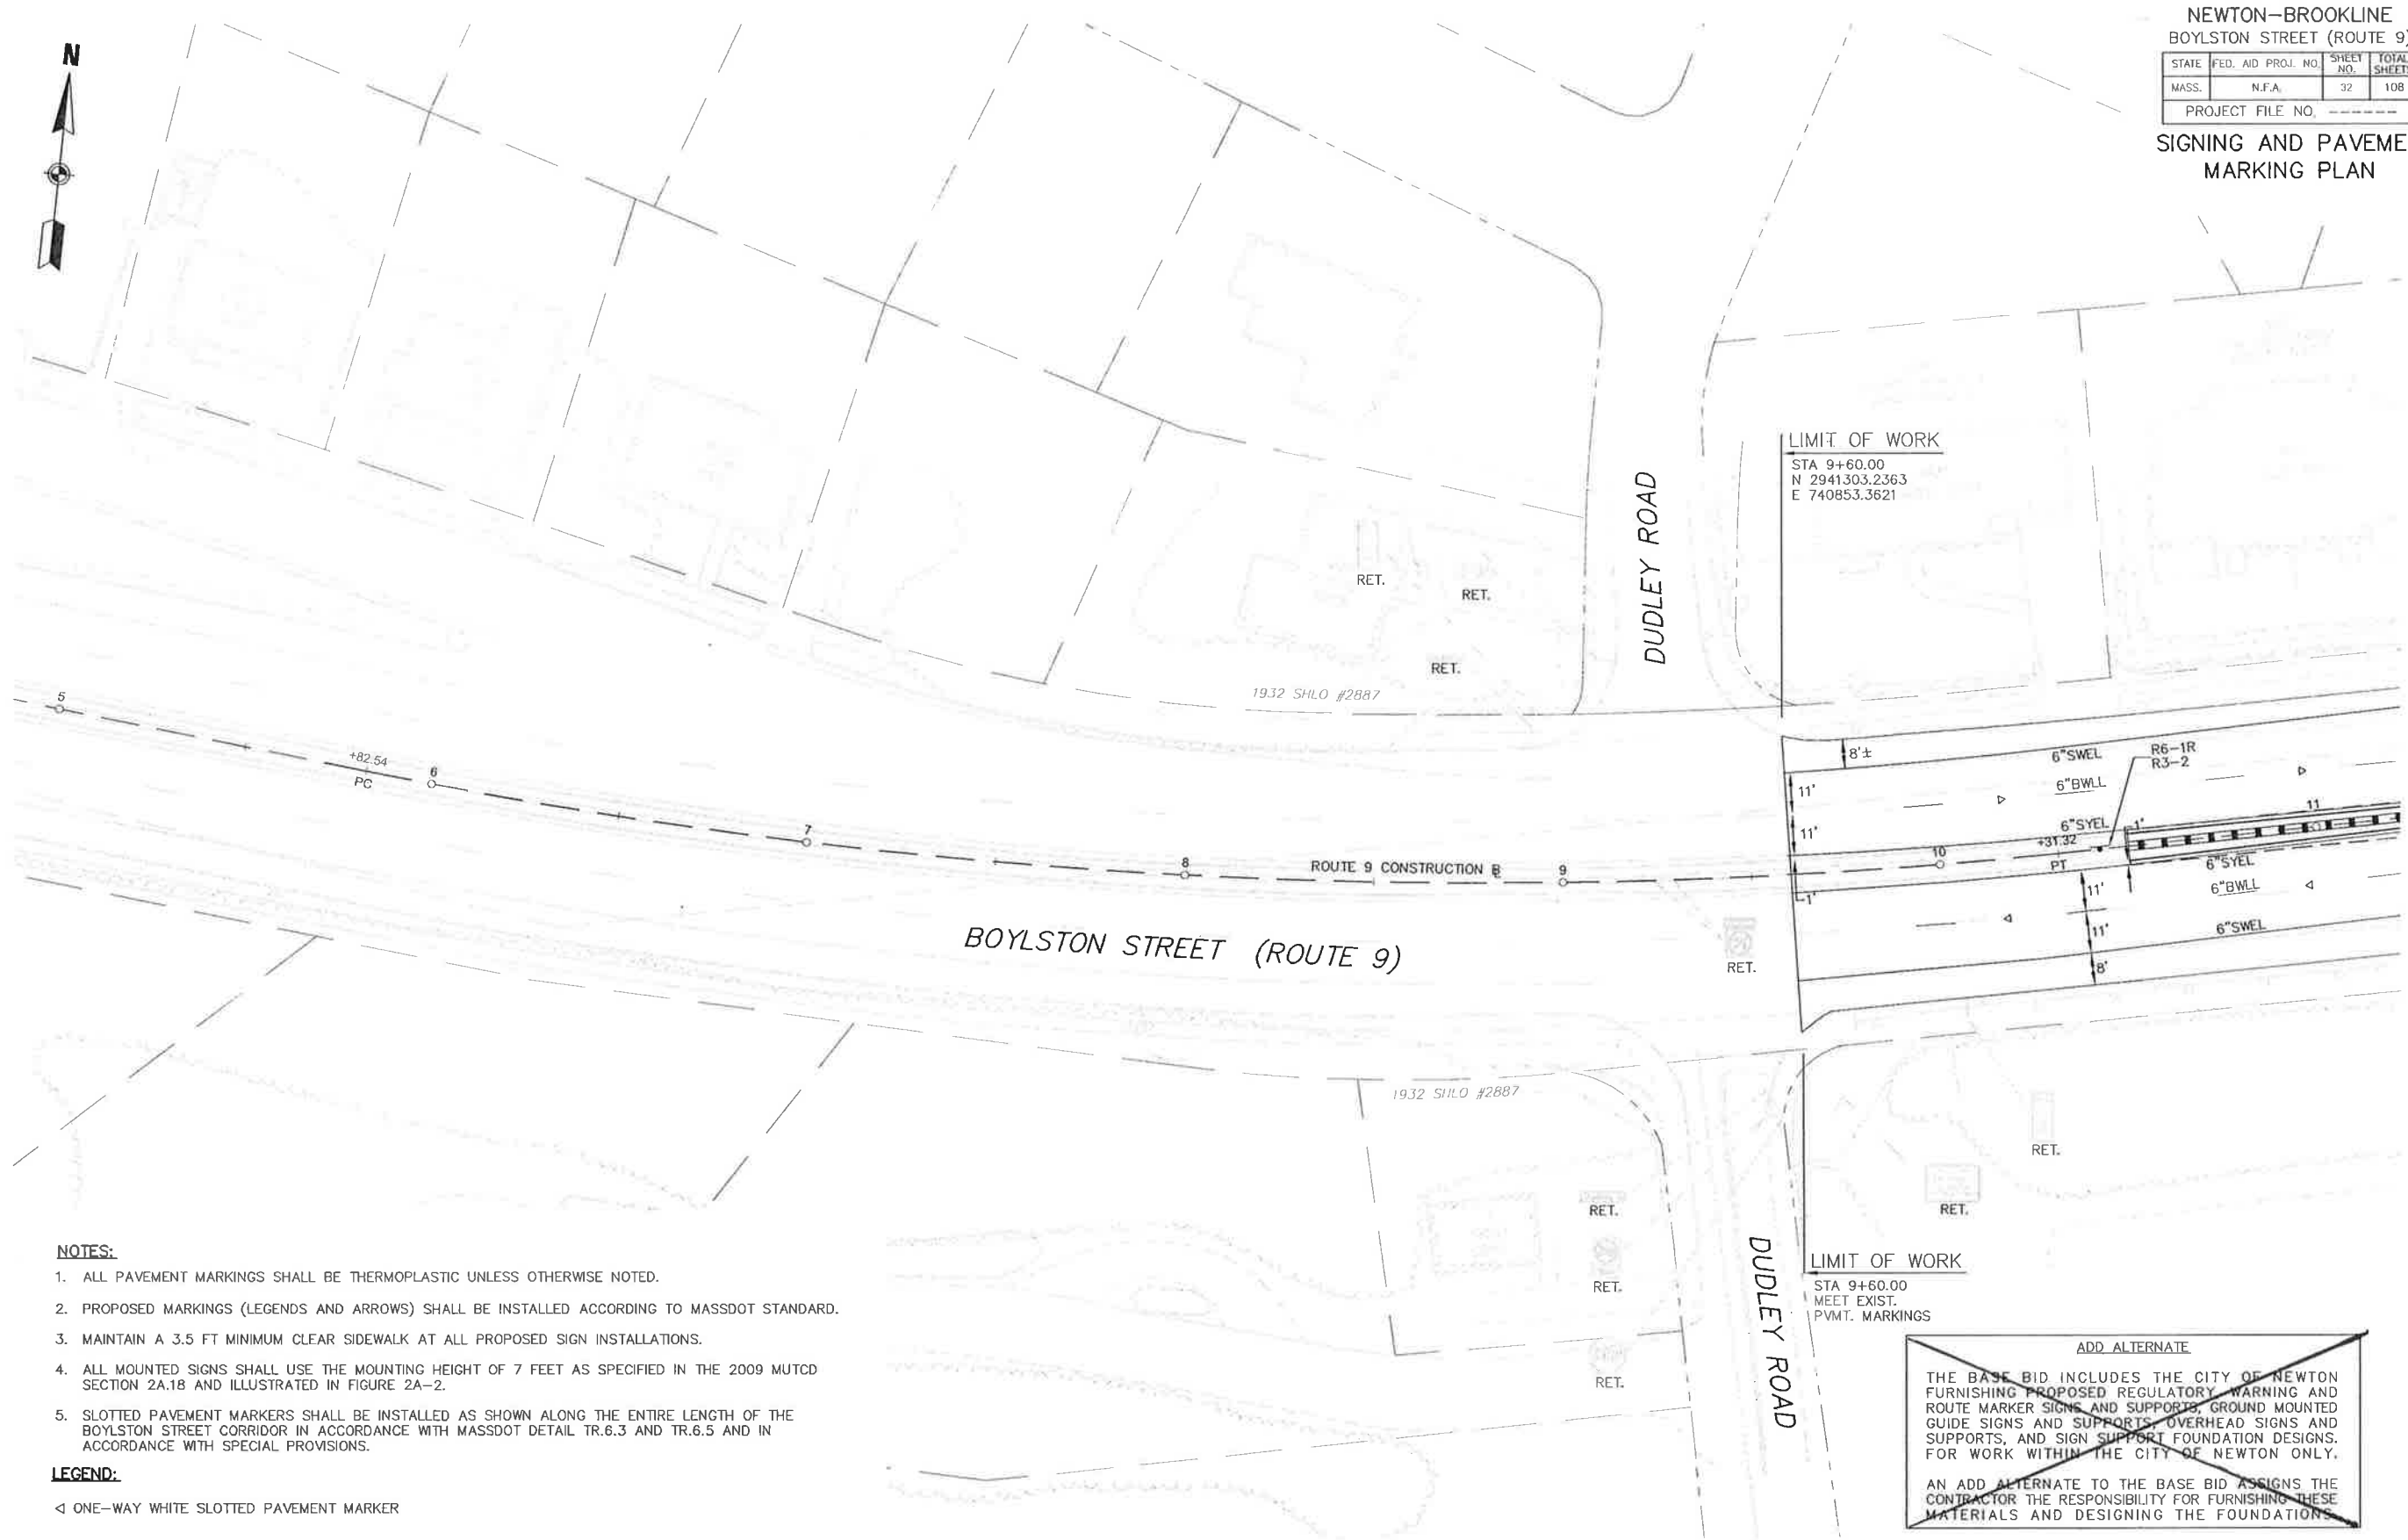 N
NEWTON-BROOKLINE
BOYLSTON STREET (ROUTE 9)
STATE FED. AID PROJ. NO. SHEET NO. TOTAL SHEETS
MASS. N.F.A. 32 108
PROJECT FILE NO. ------
SIGNING AND PAVEME
MARKING PLAN
LIMIT OF WORK
STA 9+60.00
N 2941303.2363
E 740853.3621
DUDLEY ROAD
RET.
RET.
RET.
1932 SHLO #2887
5
+82.54
PC
6
7
8
ROUTE 9 CONSTRUCTION B
9
10
+31.32
PT
11
8'±
11'
11'
1'
6"SWEL
6"BWLL
6"SYEL
R6-1R
R3-2
1'
6"SYEL
6"BWLL
6"SWEL
11'
11'
8'
BOYLSTON STREET (ROUTE 9)
RET.
1932 SHLO #2887
RET.
RET.
RET.
RET.
RET.
DUDLEY ROAD
LIMIT OF WORK
STA 9+60.00
MEET EXIST.
PVMT. MARKINGS
NOTES:
1. ALL PAVEMENT MARKINGS SHALL BE THERMOPLASTIC UNLESS OTHERWISE NOTED.
2. PROPOSED MARKINGS (LEGENDS AND ARROWS) SHALL BE INSTALLED ACCORDING TO MASSDOT STANDARD.
3. MAINTAIN A 3.5 FT MINIMUM CLEAR SIDEWALK AT ALL PROPOSED SIGN INSTALLATIONS.
4. ALL MOUNTED SIGNS SHALL USE THE MOUNTING HEIGHT OF 7 FEET AS SPECIFIED IN THE 2009 MUTCD
SECTION 2A.18 AND ILLUSTRATED IN FIGURE 2A-2.
5. SLOTTED PAVEMENT MARKERS SHALL BE INSTALLED AS SHOWN ALONG THE ENTIRE LENGTH OF THE
BOYLSTON STREET CORRIDOR IN ACCORDANCE WITH MASSDOT DETAIL TR.6.3 AND TR.6.5 AND IN
ACCORDANCE WITH SPECIAL PROVISIONS.
LEGEND:
ONE-WAY WHITE SLOTTED PAVEMENT MARKER
ADD ALTERNATE
THE BASE BID INCLUDES THE CITY OF NEWTON
FURNISHING PROPOSED REGULATORY, WARNING AND
ROUTE MARKER SIGNS AND SUPPORTS, GROUND MOUNTED
GUIDE SIGNS AND SUPPORTS, OVERHEAD SIGNS AND
SUPPORTS, AND SIGN SUPPORT FOUNDATION DESIGNS.
FOR WORK WITHIN THE CITY OF NEWTON ONLY.
AN ADD ALTERNATE TO THE BASE BID ASSIGNS THE
CONTRACTOR THE RESPONSIBILITY FOR FURNISHING THESE
MATERIALS AND DESIGNING THE FOUNDATIONS.